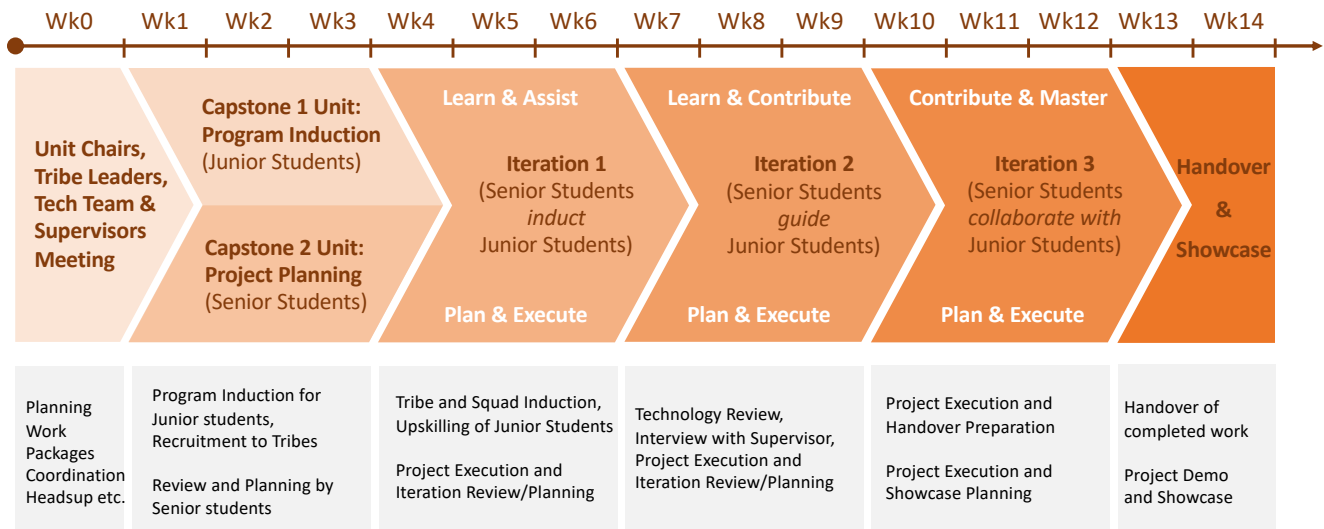 Wk0 Wk1 Wk2 Wk3 Wk4 Wk5 Wk6 Wk7 Wk8 Wk9 Wk10 Wk11 Wk12 Wk13 Wk14
Unit Chairs,
Tribe Leaders,
Tech Team &
Supervisors
Meeting
Capstone 1 Unit:
Program Induction
(Junior Students)
Capstone 2 Unit:
Project Planning
(Senior Students)
Learn & Assist
Iteration 1
(Senior Students
induct
Junior Students)
Plan & Execute
Learn & Contribute
Iteration 2
(Senior Students
guide
Junior Students)
Plan & Execute
Contribute & Master
Iteration 3
(Senior Students
collaborate with
Junior Students)
Plan & Execute
Handover
&
Showcase
Planning
Work
Packages
Coordination
Headsup etc.
Program Induction for
Junior students,
Recruitment to Tribes
Review and Planning by
Senior students
Tribe and Squad Induction,
Upskilling of Junior Students
Project Execution and
Iteration Review/Planning
Technology Review,
Interview with Supervisor,
Project Execution and
Iteration Review/Planning
Project Execution and
Handover Preparation
Project Execution and
Showcase Planning
Handover of
completed work
Project Demo
and Showcase